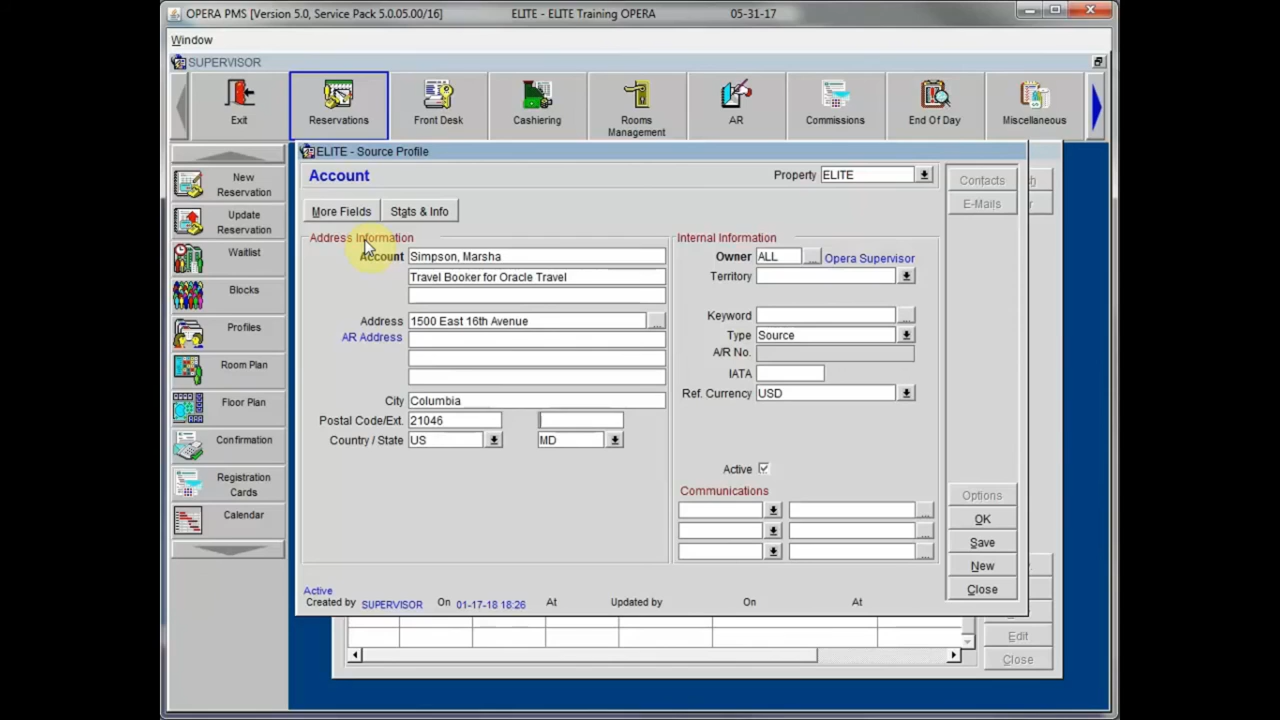 OPERA PMS [Version 5.0, Service Pack 5.0.05.00/16] ELITE - ELITE Training OPERA 05-31-17
Window
SUPERVISOR
Exit
Reservations
Front Desk
Cashiering
Rooms
Management
AR
Commissions
End Of Day
Miscellaneous
New
Reservation
Update
Reservation
Waitlist
Blocks
Profiles
Room Plan
Floor Plan
Confirmation
Registration
Cards
Calendar
ELITE - Source Profile
Account
Property ELITE
More Fields Stats & Info
Address Information
Account Simpson, Marsha
Travel Booker for Oracle Travel
Address 1500 East 16th Avenue ...
AR Address
City Columbia
Postal Code/Ext. 21046
Country / State US MD
Internal Information
Owner ALL ... Opera Supervisor
Territory
Keyword ...
Type Source
A/R No.
IATA
Ref. Currency USD
Active
Communications
...
...
...
Active
Created by SUPERVISOR On 01-17-18 18:26 At Updated by On At
Contacts
E-Mails
Options
OK
Save
New
Close
Edit
Close